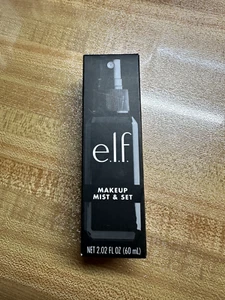 e.l.f.
MAKEUP
MIST & SET
NET 2.02 FL OZ (60 mL)